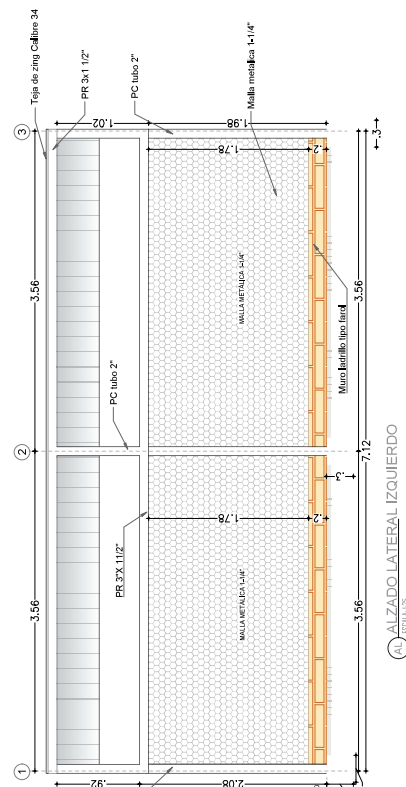 Teja de zing Calibre 34
PR 3x1 1/2"
PC tubo 2"
Malla metalica 1-1/4"
1
2
3
3.56
3.56
1.02
1.98
1.78
.2
.3
MALLA METALICA 1-1/4"
PC tubo 2"
Muro ladrillo tipo farol
PR 3"X 11/2"
1.78
.2
.3
MALLA METALICA 1-1/4"
.92
2.08
3.56
3.56
7.12
AL
ALZADO LATERAL IZQUIERDO